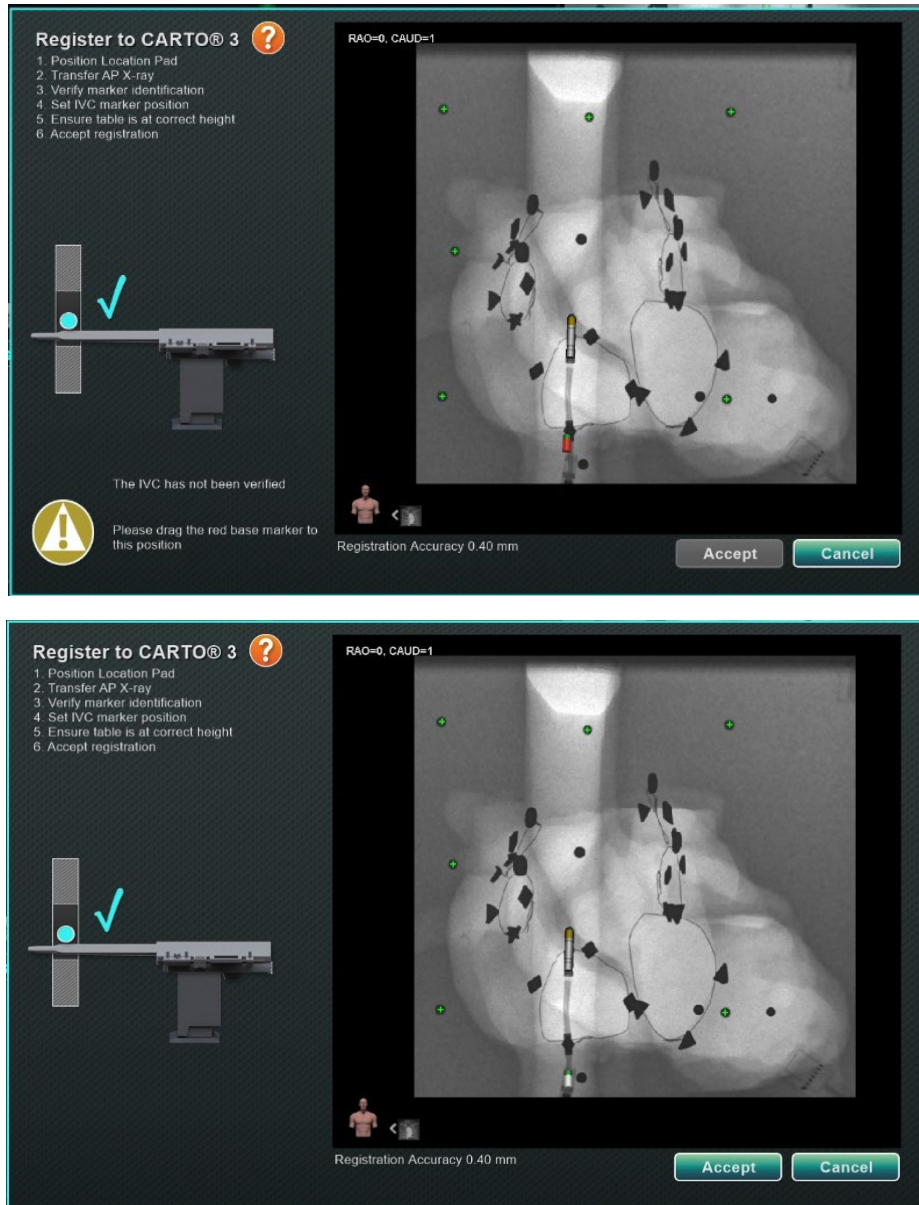 Register to CARTO® 3 ?
1. Position Location Pad
2. Transfer AP X-ray
3. Verify marker identification
4. Set IVC marker position
5. Ensure table is at correct height
6. Accept registration
RAO=0, CAUD=1
The IVC has not been verified
Please drag the red base marker to
this position
Registration Accuracy 0.40 mm
Accept
Cancel
Register to CARTO® 3 ?
1. Position Location Pad
2. Transfer AP X-ray
3. Verify marker identification
4. Set IVC marker position
5. Ensure table is at correct height
6. Accept registration
RAO=0, CAUD=1
Registration Accuracy 0.40 mm
Accept
Cancel